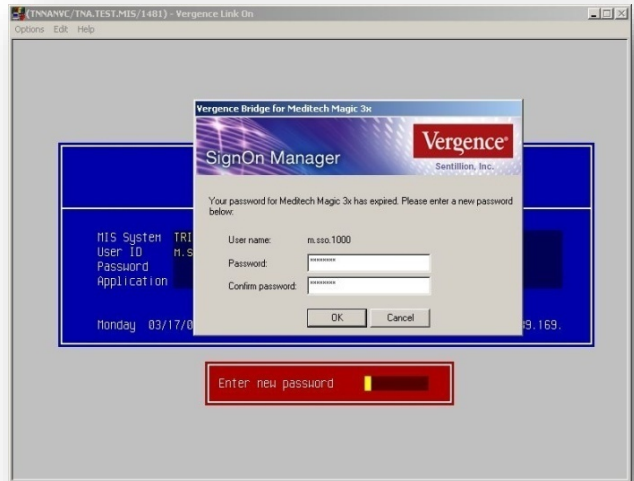 (TNNANVC/TNA.TEST.MIS/1481) - Vergence Link On
Options Edit Help
Vergence Bridge for Meditech Magic 3x
SignOn Manager
Vergence®
Sentillion, Inc.
Your password for Meditech Magic 3x has expired. Please enter a new password
below:
User name: m.sso.1000
Password: ********
Confirm password: ********
OK Cancel
MIS System TRI
User ID m.s
Password
Application
Monday 03/17/0
39.169.
Enter new password